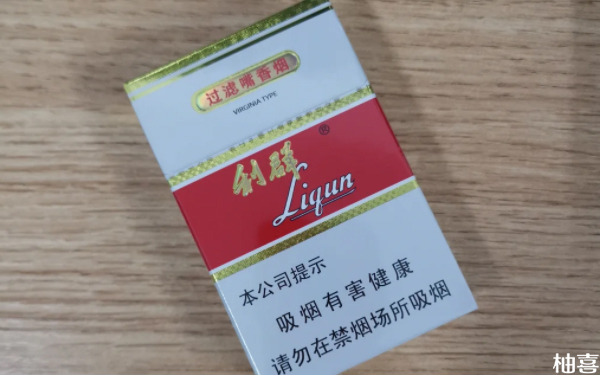 过滤嘴香烟
VIRGINIA TYPE
利群®
Liqun
本公司提示
吸烟有害健康
请勿在禁烟场所吸烟
柚喜